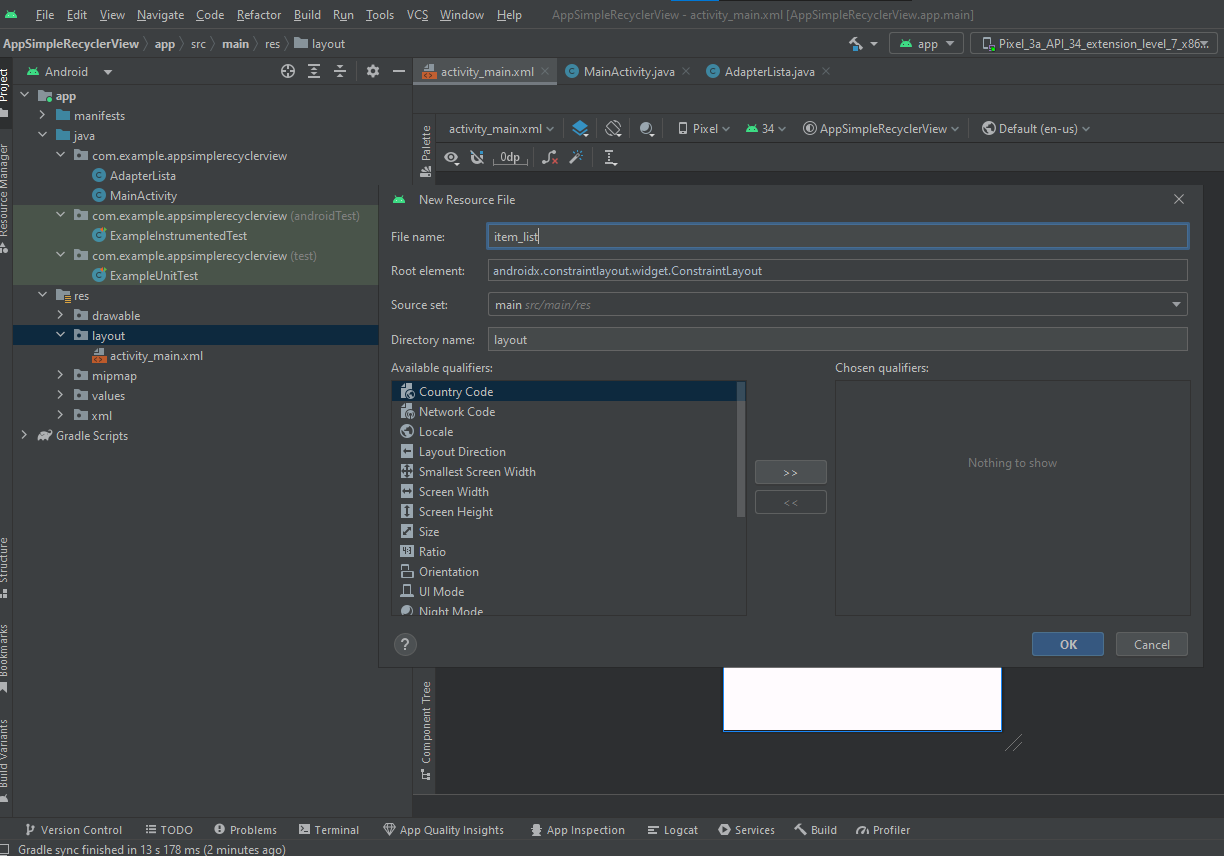 File Edit View Navigate Code Refactor Build Run Tools VCS Window Help AppSimpleRecyclerView - activity_main.xml [AppSimpleRecyclerView.app.main]
AppSimpleRecyclerView app src main res layout app Pixel_3a_API_34_extension_level_7_x86
Project
Resource Manager
Structure
Bookmarks
Build Variants
Android
app
manifests
java
com.example.appsimplerecyclerview
AdapterLista
MainActivity
com.example.appsimplerecyclerview (androidTest)
ExampleInstrumentedTest
com.example.appsimplerecyclerview (test)
ExampleUnitTest
res
drawable
layout
activity_main.xml
mipmap
values
xml
Gradle Scripts
activity_main.xml MainActivity.java AdapterLista.java
Palette
activity_main.xml Pixel 34 AppSimpleRecyclerView Default (en-us)
0dp
New Resource File
File name: item_list
Root element: androidx.constraintlayout.widget.ConstraintLayout
Source set: main src/main/res
Directory name: layout
Available qualifiers:
Country Code
Network Code
Locale
Layout Direction
Smallest Screen Width
Screen Width
Screen Height
Size
Ratio
Orientation
UI Mode
Night Mode
>>
<<
Chosen qualifiers:
Nothing to show
?
OK Cancel
Component Tree
Version Control TODO Problems Terminal App Quality Insights App Inspection Logcat Services Build Profiler
Gradle sync finished in 13 s 178 ms (2 minutes ago)